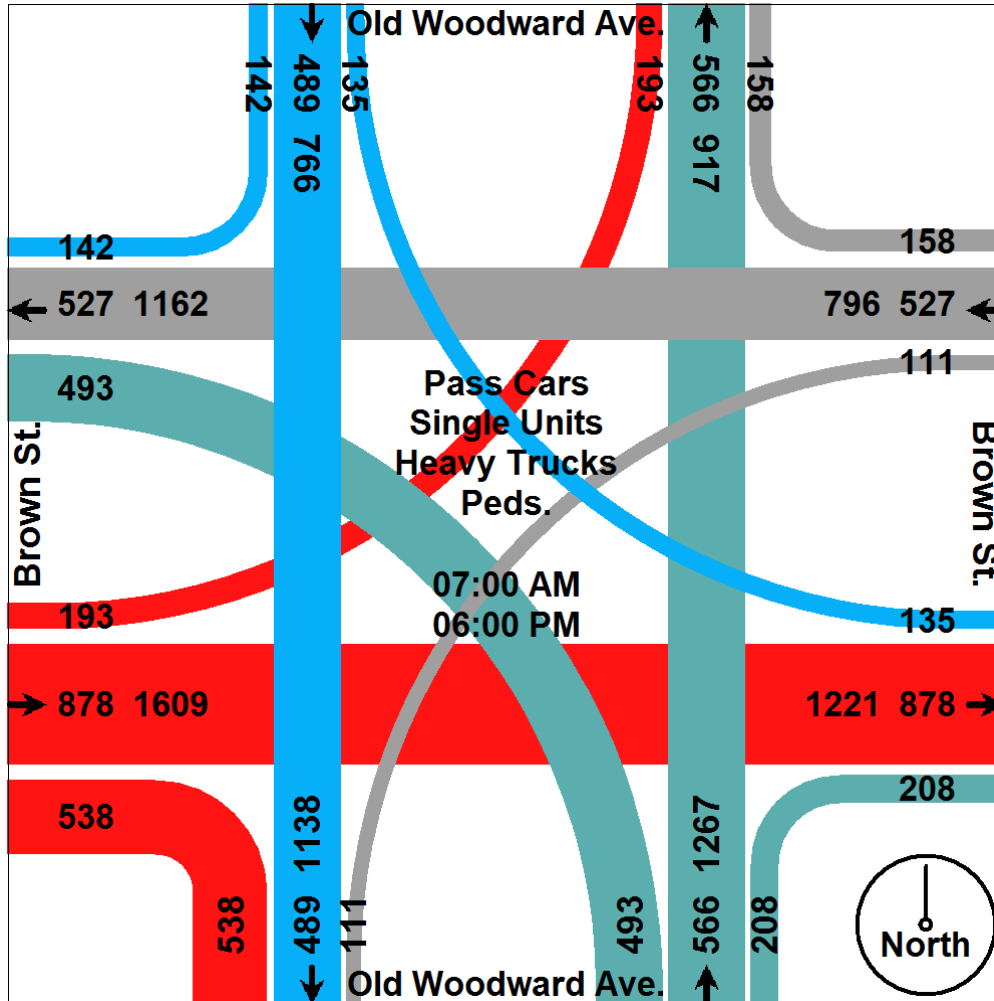 Old Woodward Ave.
142
489 766
135
193
566 917
158
142
158
527 1162
796 527
493
111
Pass Cars
Single Units
Heavy Trucks
Peds.
Brown St.
Brown St.
07:00 AM
06:00 PM
193
135
878 1609
1221 878
538
208
538
489 1138
111
493
566 1267
208
North
Old Woodward Ave.